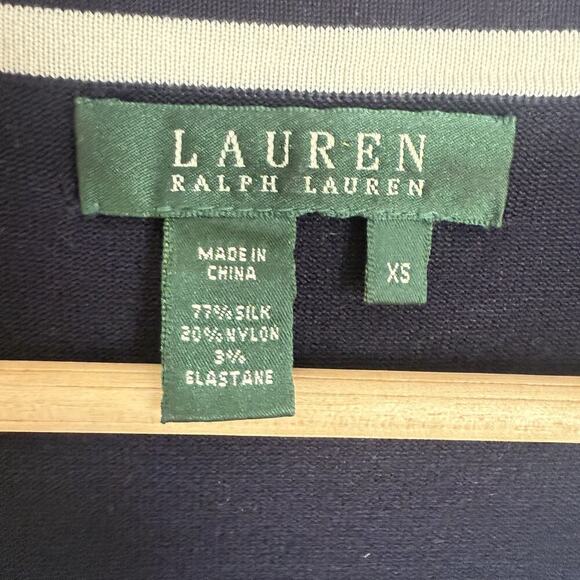 LAUREN
RALPH LAUREN
MADE IN
CHINA
77% SILK
20% NYLON
3%
ELASTANE
XS